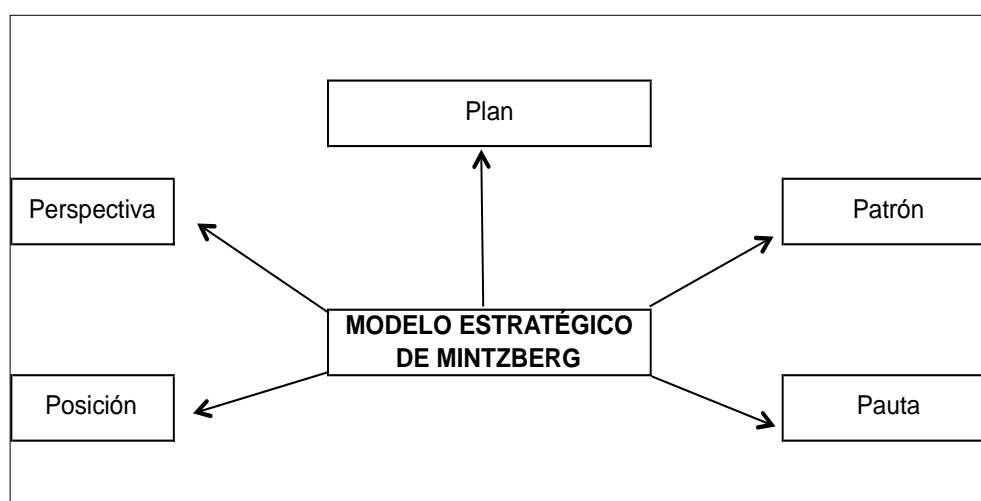 Plan
Perspectiva
Patrón
MODELO ESTRATÉGICO
DE MINTZBERG
Posición
Pauta